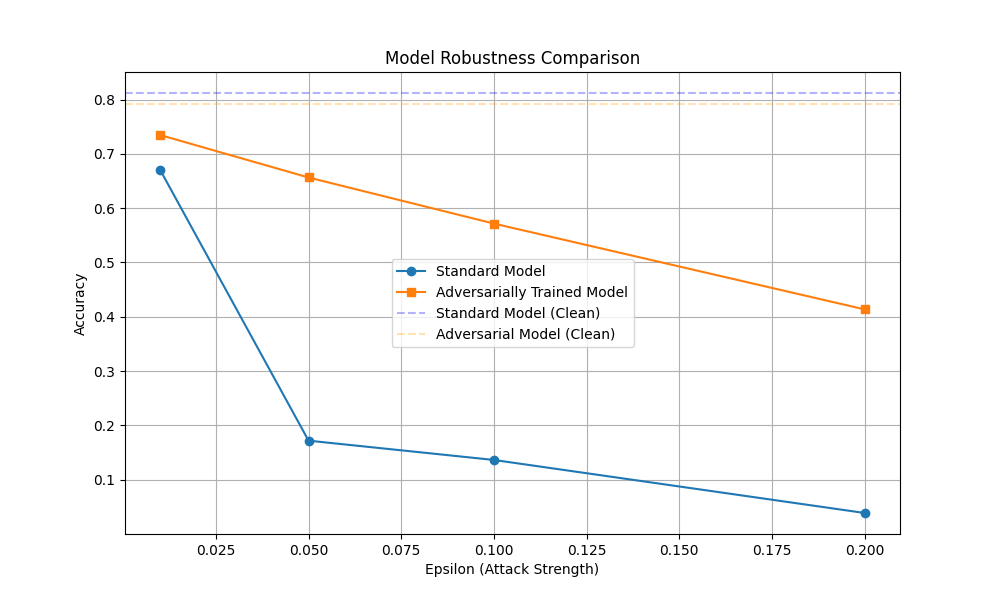 Model Robustness Comparison
0.8
0.7
0.6
0.5
0.4
0.3
0.2
0.1
Accuracy
Standard Model
Adversarially Trained Model
Standard Model (Clean)
Adversarial Model (Clean)
0.025 0.050 0.075 0.100 0.125 0.150 0.175 0.200
Epsilon (Attack Strength)